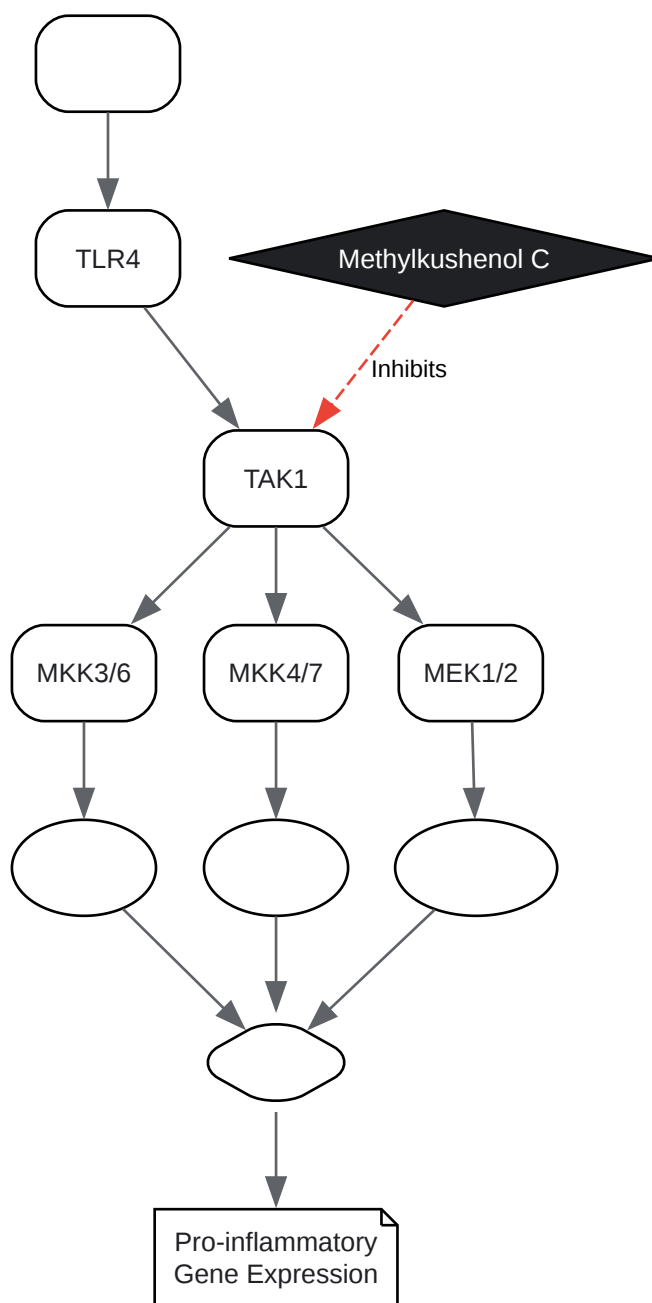 TLR4
Methylkushenol C
Inhibits
TAK1
MKK3/6
MKK4/7
MEK1/2
Pro-inflammatory
Gene Expression